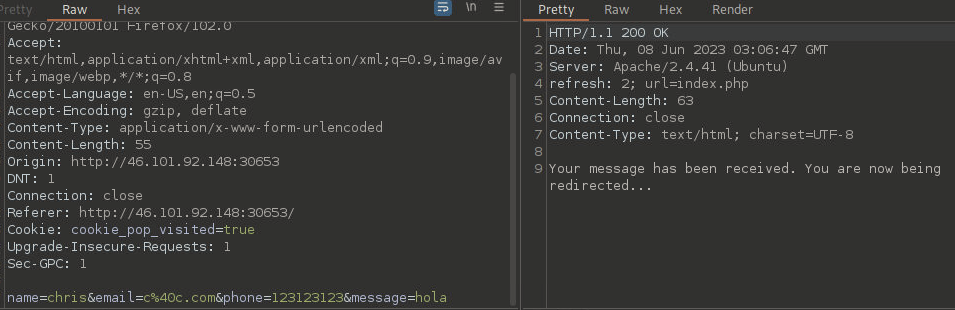 Pretty Raw Hex \n
Gecko/20100101 Firefox/102.0
Accept:
text/html,application/xhtml+xml,application/xml;q=0.9,image/av
if,image/webp,*/*;q=0.8
Accept-Language: en-US,en;q=0.5
Accept-Encoding: gzip, deflate
Content-Type: application/x-www-form-urlencoded
Content-Length: 55
Origin: http://46.101.92.148:30653
DNT: 1
Connection: close
Referer: http://46.101.92.148:30653/
Cookie: cookie_pop_visited=true
Upgrade-Insecure-Requests: 1
Sec-GPC: 1
name=chris&email=c%40c.com&phone=123123123&message=hola
Pretty Raw Hex Render
1 HTTP/1.1 200 OK
2 Date: Thu, 08 Jun 2023 03:06:47 GMT
3 Server: Apache/2.4.41 (Ubuntu)
4 refresh: 2; url=index.php
5 Content-Length: 63
6 Connection: close
7 Content-Type: text/html; charset=UTF-8
8
9 Your message has been received. You are now being
redirected...